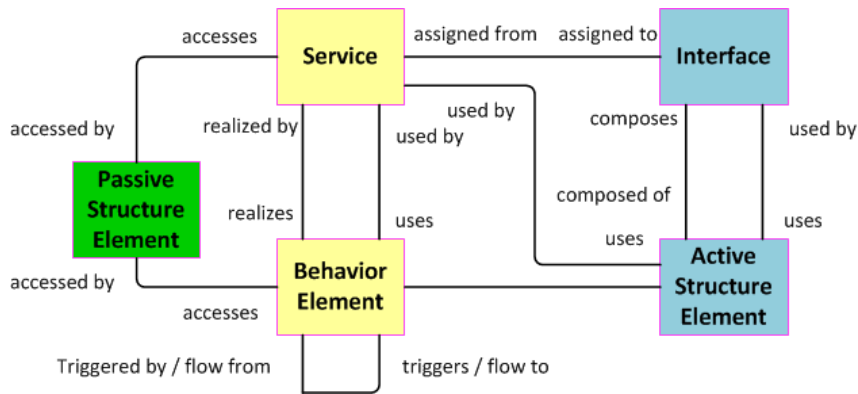 accesses
Service
assigned from
assigned to
Interface
accessed by
realized by
used by
used by
composes
used by
Passive
Structure
Element
realizes
uses
composed of
uses
uses
accessed by
accesses
Behavior
Element
Active
Structure
Element
Triggered by / flow from
triggers / flow to